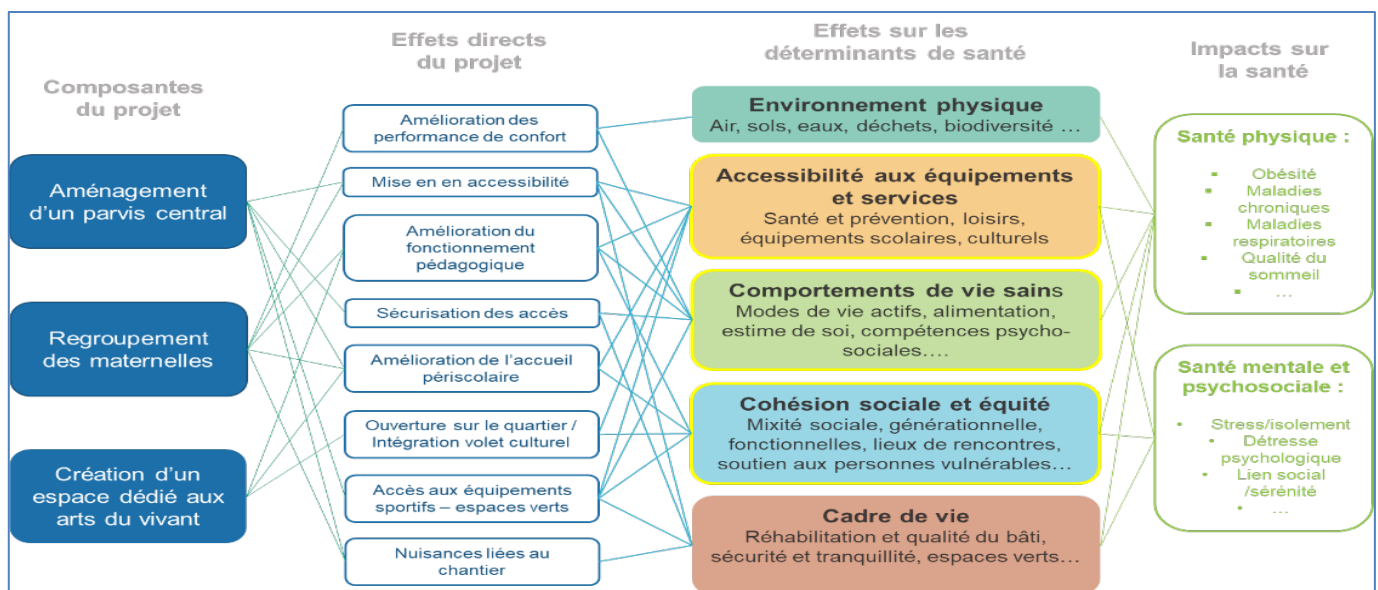 Composantes
du projet
Aménagement
d'un parvis central
Regroupement
des maternelles
Création d'un
espace dédié aux
arts du vivant
Effets directs
du projet
Amélioration des
performance de confort
Mise en en accessibilité
Amélioration du
fonctionnement
pédagogique
Sécurisation des accès
Amélioration de l'accueil
périscolaire
Ouverture sur le quartier /
Intégration volet culturel
Accès aux équipements
sportifs – espaces verts
Nuisances liées au
chantier
Effets sur les
déterminants de santé
Environnement physique
Air, sols, eaux, déchets, biodiversité …
Accessibilité aux équipements
et services
Santé et prévention, loisirs,
équipements scolaires, culturels
Comportements de vie sains
Modes de vie actifs, alimentation,
estime de soi, compétences psycho-
sociales….
Cohésion sociale et équité
Mixité sociale, générationnelle,
fonctionnelles, lieux de rencontres,
soutien aux personnes vulnérables…
Cadre de vie
Réhabilitation et qualité du bâti,
sécurité et tranquillité, espaces verts…
Impacts sur
la santé
Santé physique :
▪ Obésité
▪ Maladies
chroniques
▪ Maladies
respiratoires
▪ Qualité du
sommeil
▪ …
Santé mentale et
psychosociale :
• Stress/isolement
• Détresse
psychologique
• Lien social
/sérénité
• …